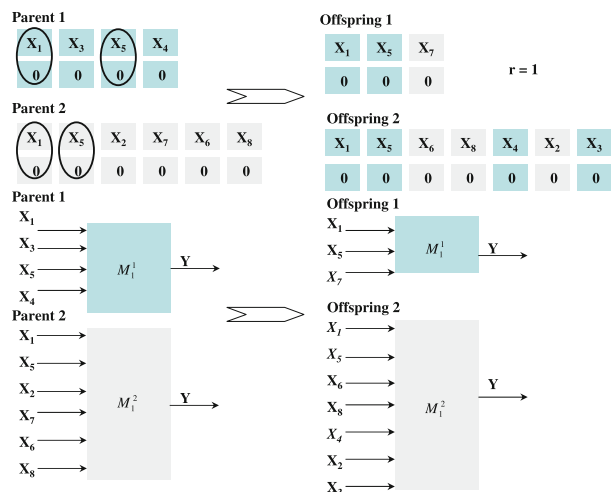 Parent 1
X₁ X₃ X₅ X₄
0 0 0 0
Parent 2
X₁ X₅ X₂ X₇ X₆ X₈
0 0 0 0 0 0
Offspring 1
X₁ X₅ X₇
0 0 0
r = 1
Offspring 2
X₁ X₅ X₆ X₈ X₄ X₂ X₃
0 0 0 0 0 0 0
Parent 1
X₁
X₃
X₅
X₄
M₁¹
Y
Parent 2
X₁
X₅
X₂
X₇
X₆
X₈
M₁²
Y
Offspring 1
X₁
X₅
X₇
M₁¹
Y
Offspring 2
X₁
X₅
X₆
X₈
X₄
X₂
X₃
M₁²
Y